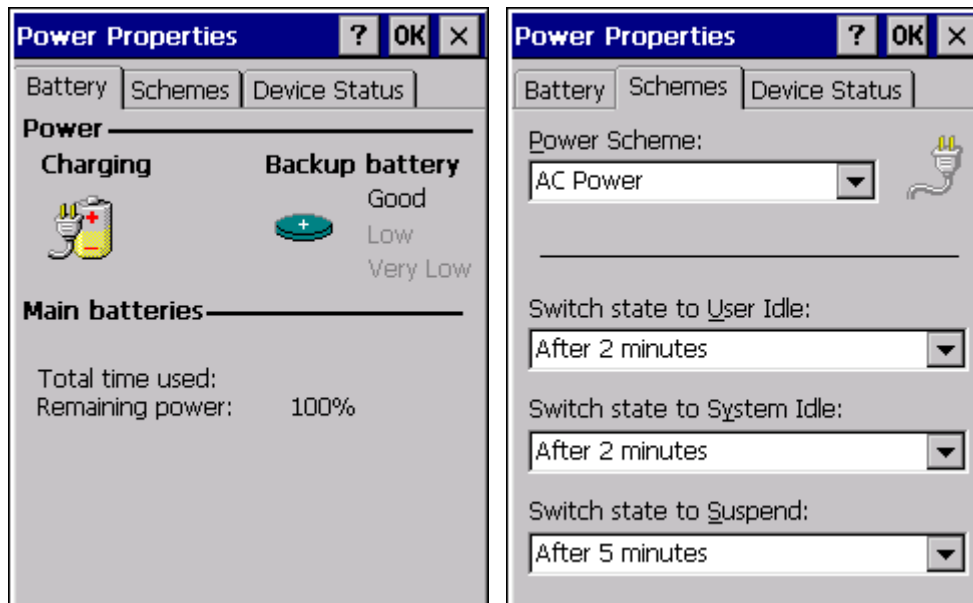 Power Properties ? OK ×
Battery Schemes Device Status
Power
Charging Backup battery
Good
Low
Very Low
Main batteries
Total time used:
Remaining power: 100%
Power Properties ? OK ×
Battery Schemes Device Status
Power Scheme:
AC Power
Switch state to User Idle:
After 2 minutes
Switch state to System Idle:
After 2 minutes
Switch state to Suspend:
After 5 minutes